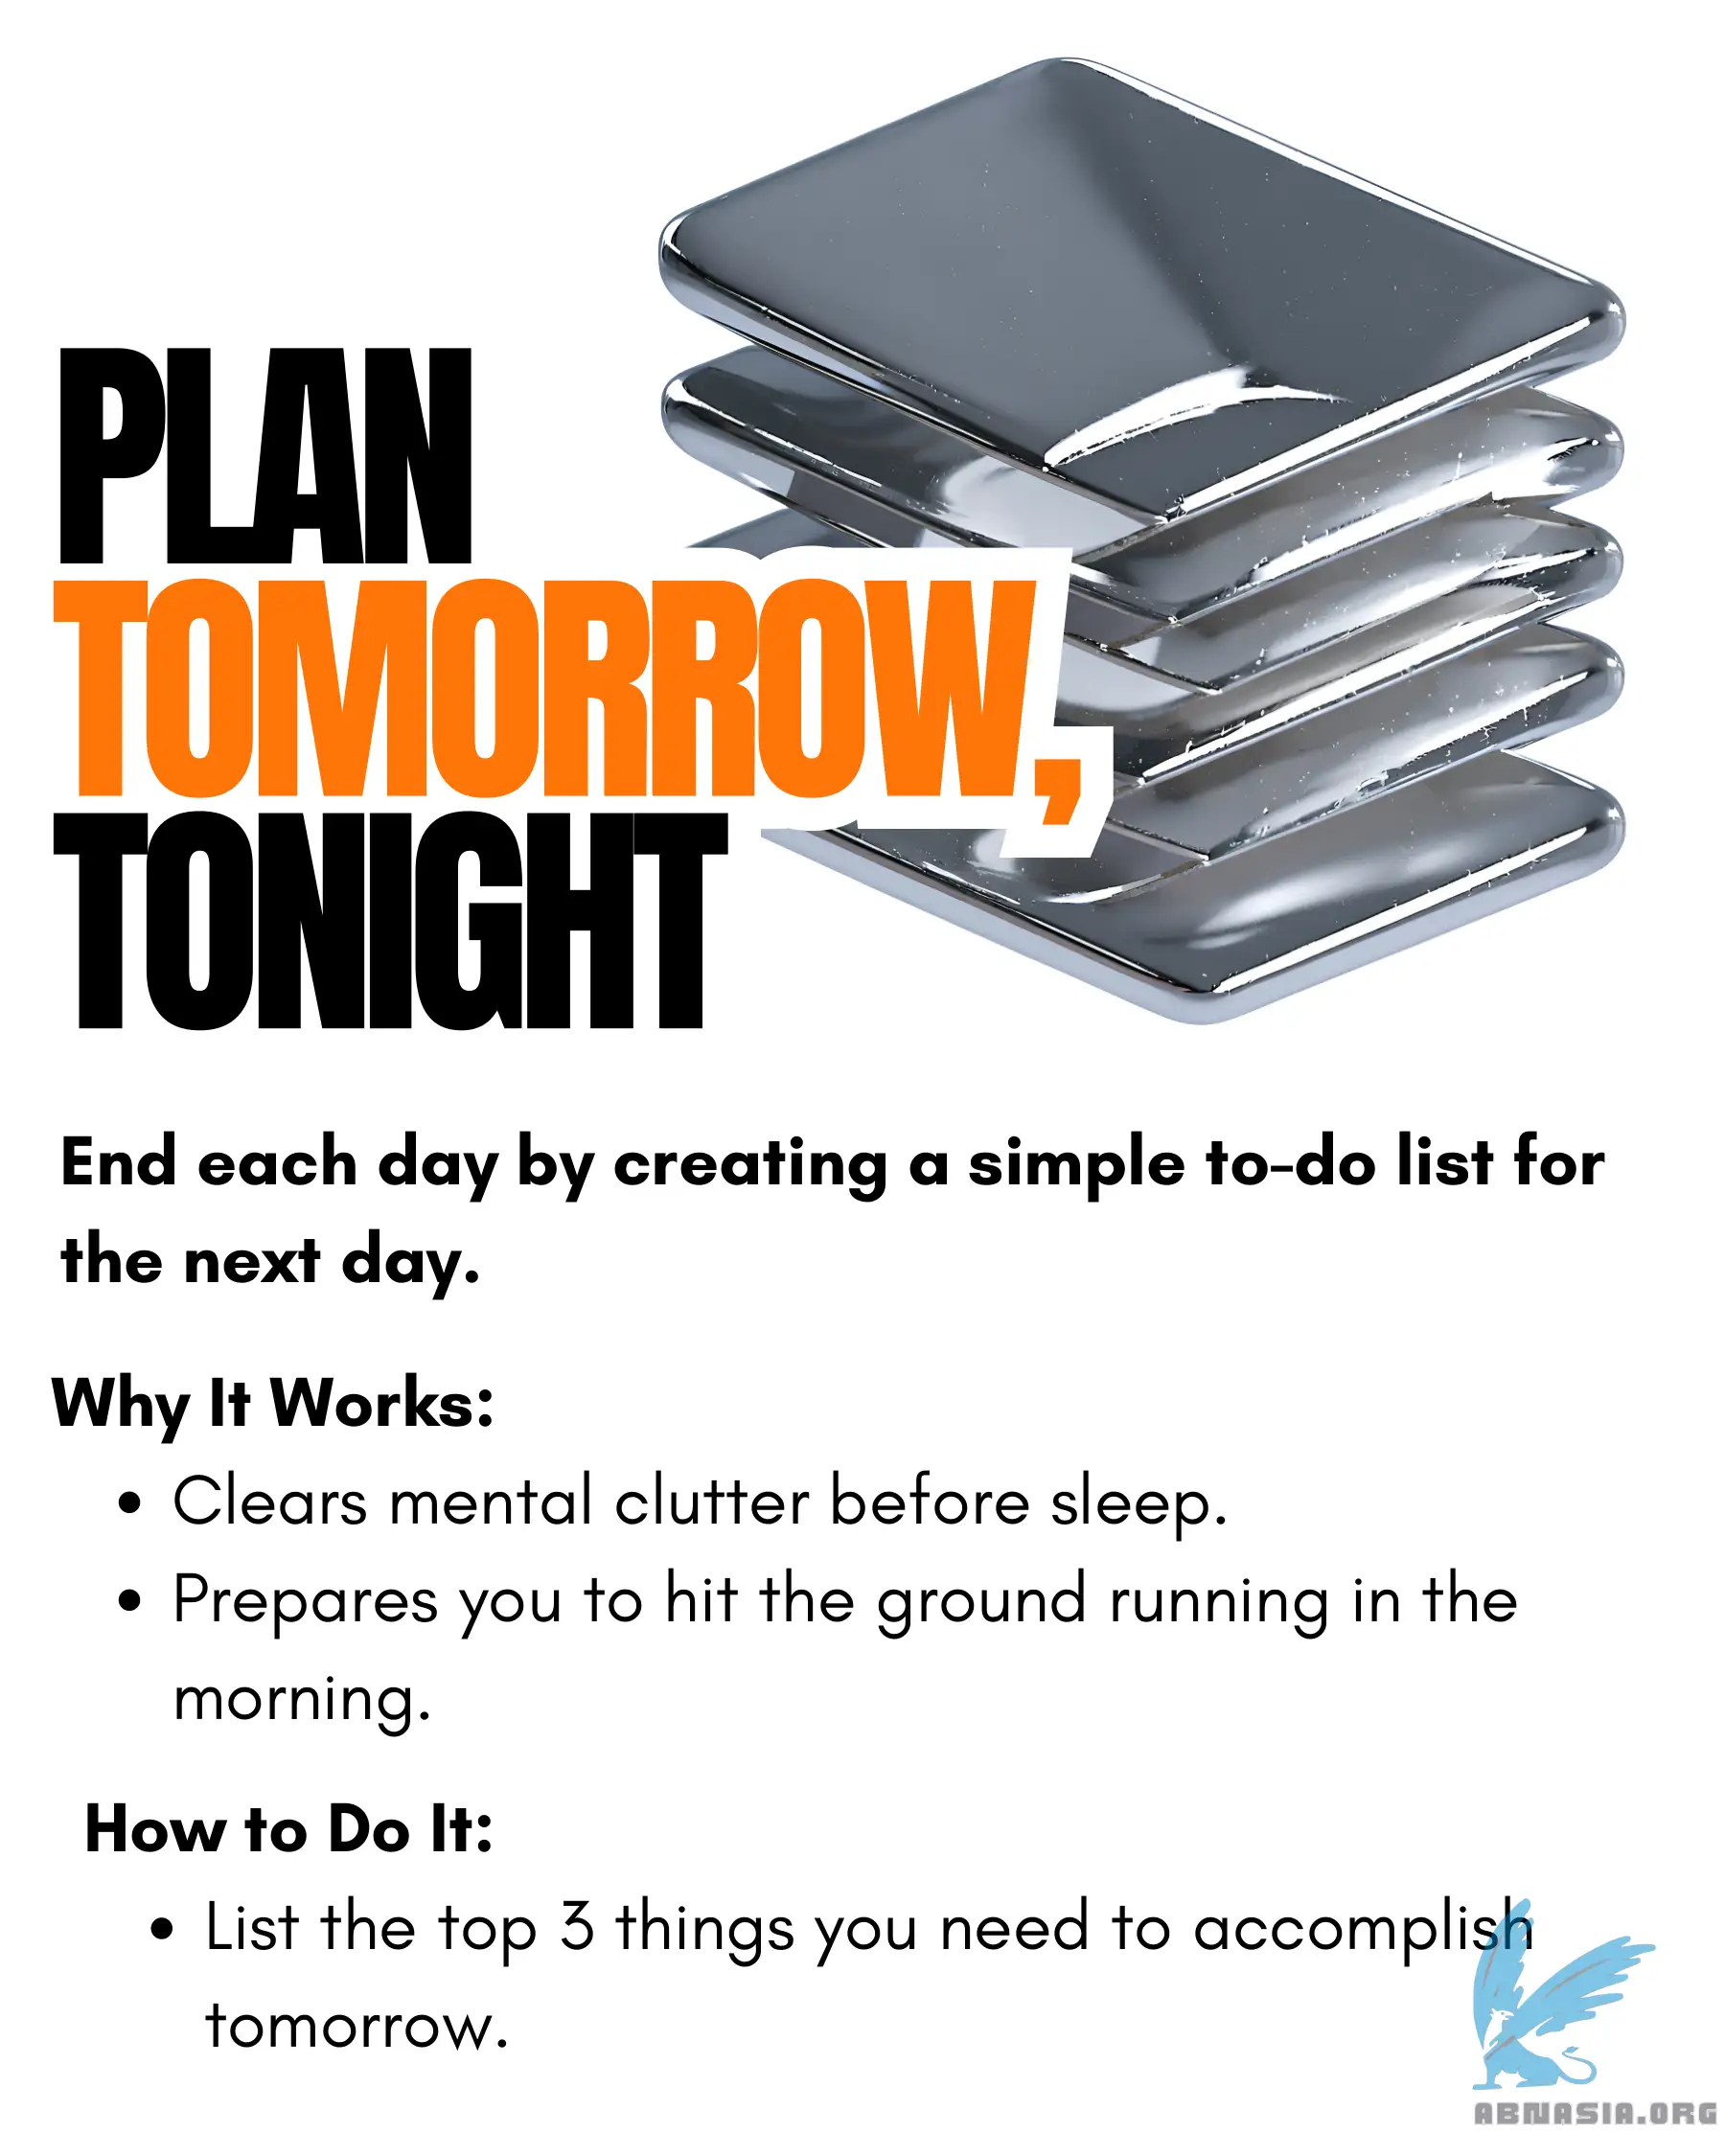 PLAN
TOMORROW,
TONIGHT
End each day by creating a simple to-do list for
the next day.
Why It Works:
• Clears mental clutter before sleep.
• Prepares you to hit the ground running in the
morning.
How to Do It:
• List the top 3 things you need to accomplish
tomorrow.
ABNASIA.ORG